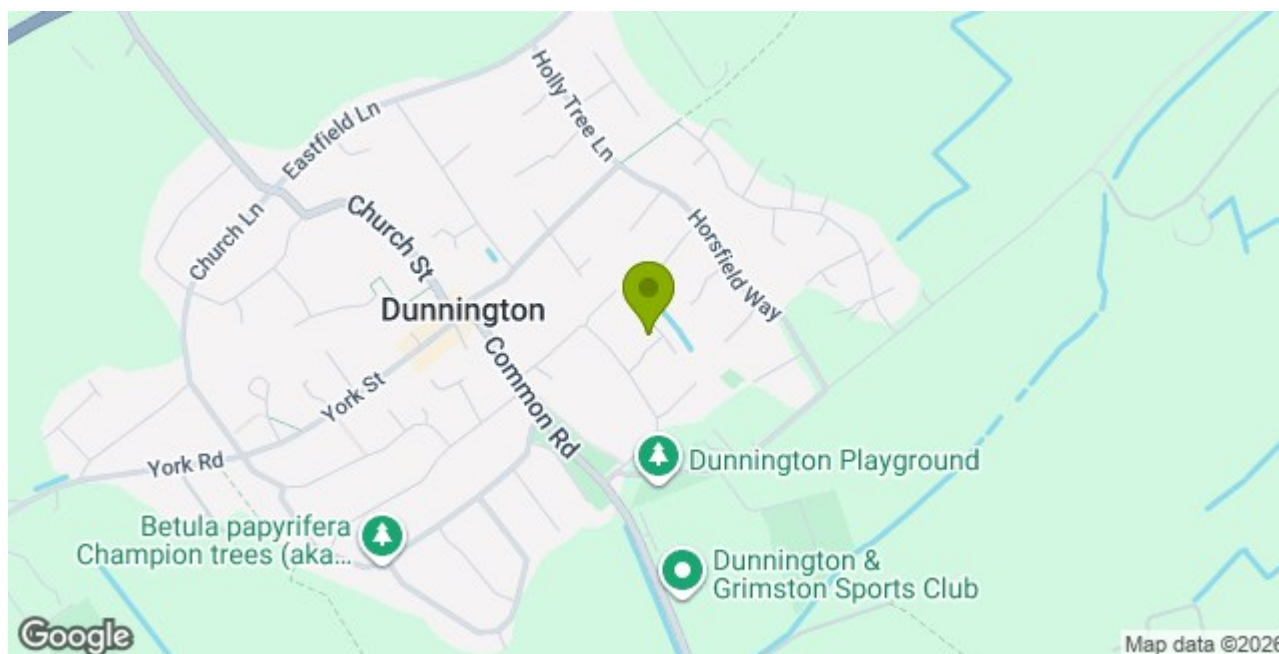 Holly Tree Ln
Eastfield Ln
Church St
Church Ln
Horsfield Way
Dunnington
Common Rd
York St
York Rd
Dunnington Playground
Betula papyrifera
Champion trees (aka...
Dunnington &
Grimston Sports Club
Google
Map data ©2026